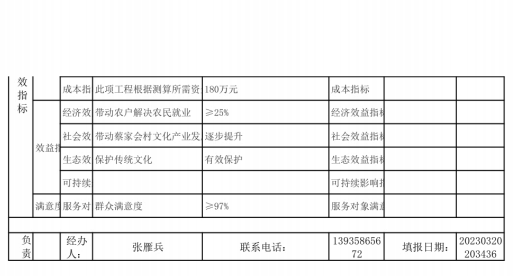 效指标
成本指 此项工程根据测算所需资 180万元 成本指标
效益指
经济效 带动农户解决农民就业 ≥25% 经济效益指标
社会效 带动蔡家会村文化产业发 逐步提升 社会效益指标
生态效 保护传统文化 有效保护 生态效益指标
可持续 可持续影响指
满意度 服务对 群众满意度 ≥97% 服务对象满意
负责 经办人： 张雁兵 联系电话： 13935865672 填报日期： 20230320203436